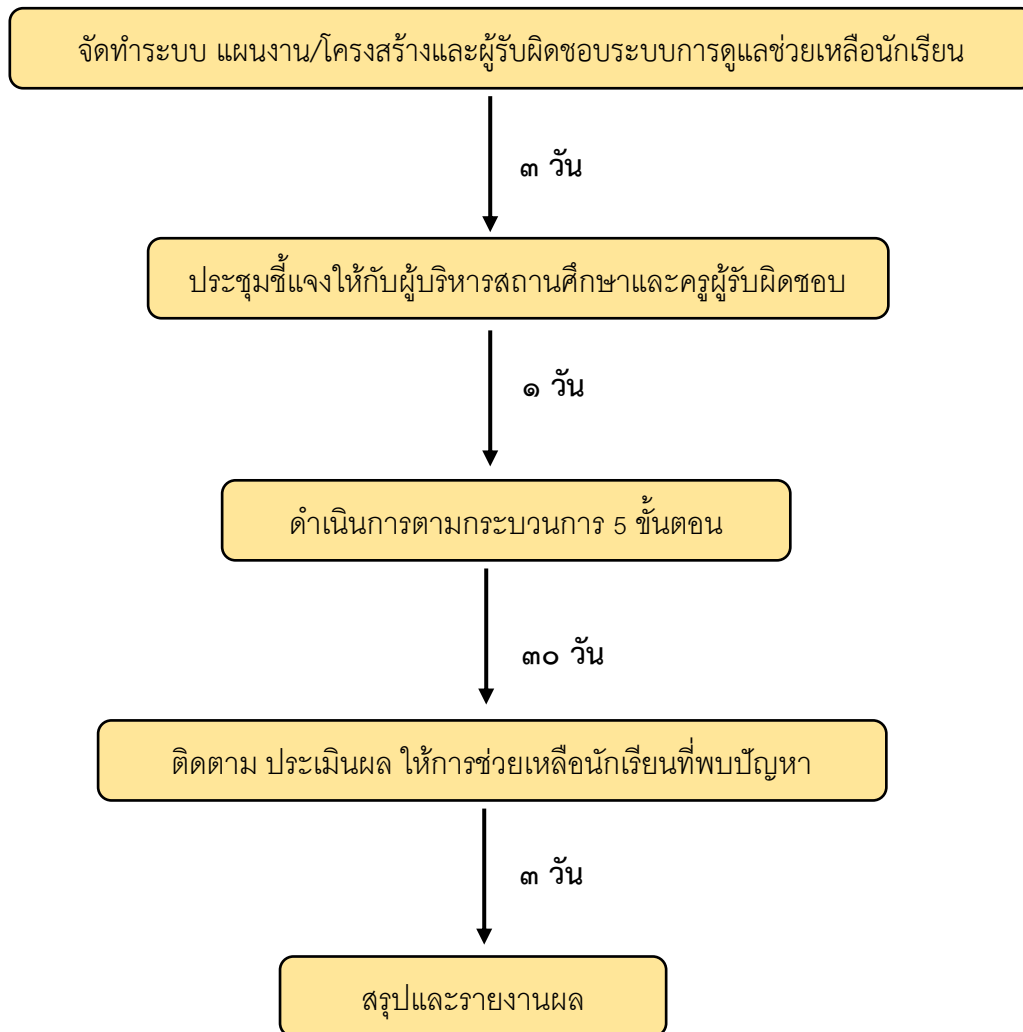 จัดทำระบบ แผนงาน/โครงสร้างและผู้รับผิดชอบระบบการดูแลช่วยเหลือนักเรียน
๓ วัน
ประชุมชี้แจงให้กับผู้บริหารสถานศึกษาและครูผู้รับผิดชอบ
๑ วัน
ดำเนินการตามกระบวนการ 5 ขั้นตอน
๓๐ วัน
ติดตาม ประเมินผล ให้การช่วยเหลือนักเรียนที่พบปัญหา
๓ วัน
สรุปและรายงานผล